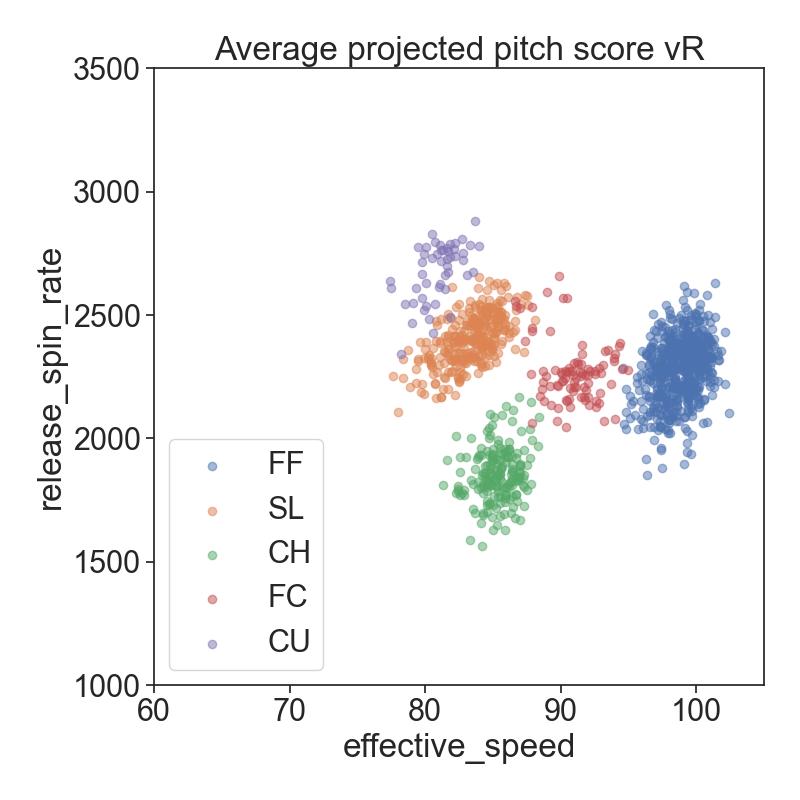 Average projected pitch score vR
3500
3000
2500
2000
1500
1000
release_spin_rate
FF
SL
CH
FC
CU
60
70
80
90
100
effective_speed